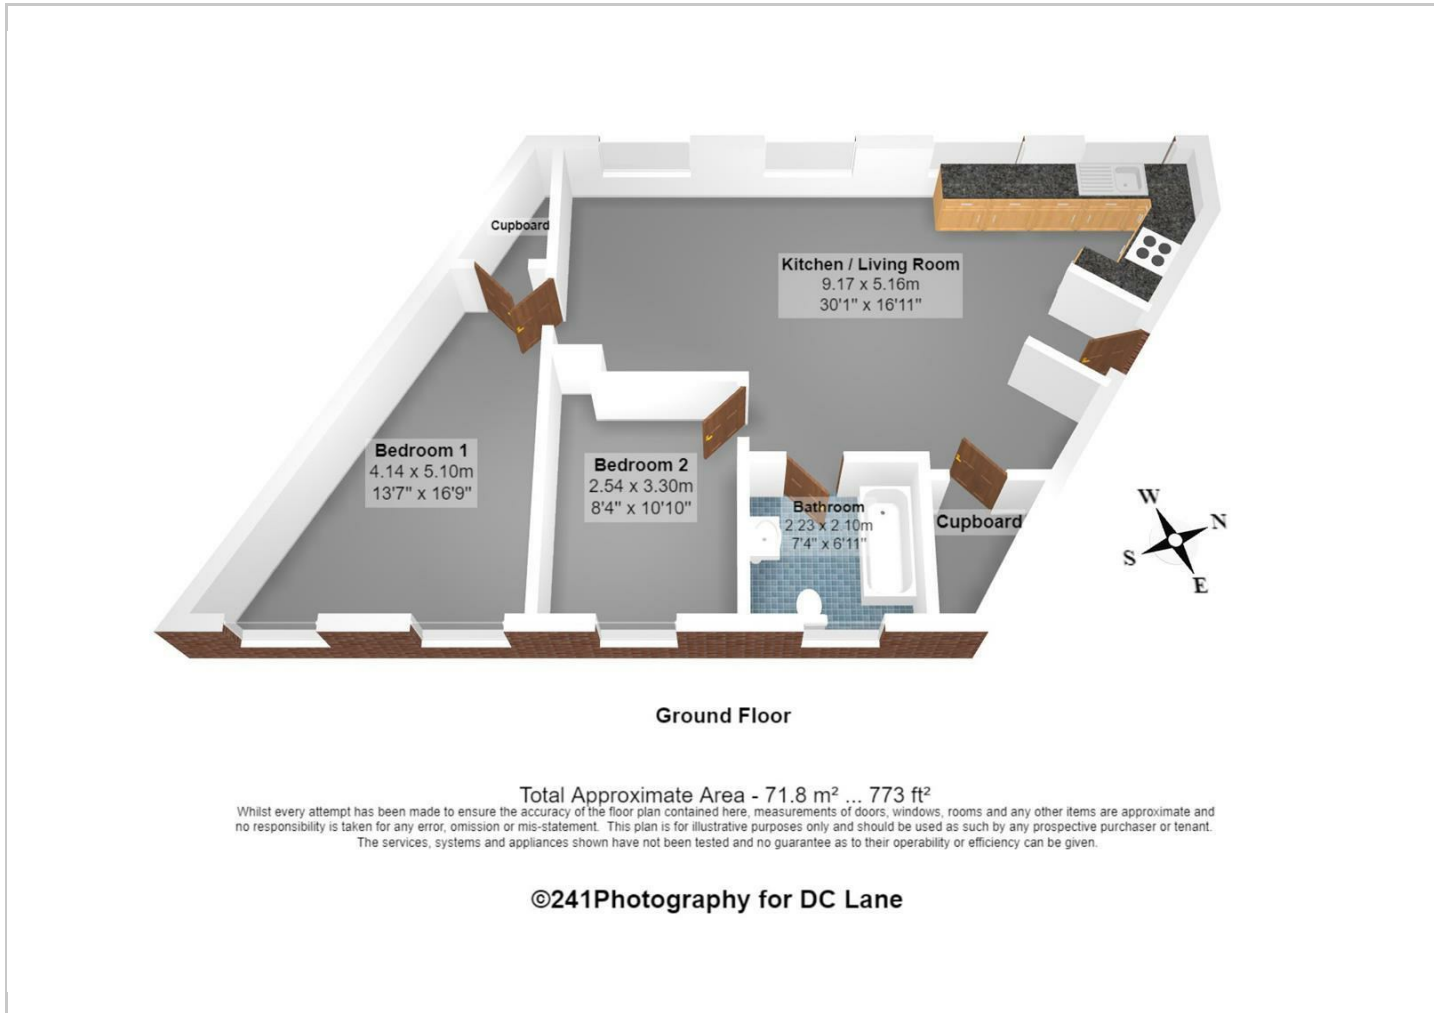 Cupboard
Kitchen / Living Room
9.17 x 5.16m
30'1" x 16'11"
Bedroom 1
4.14 x 5.10m
13'7" x 16'9"
Bedroom 2
2.54 x 3.30m
8'4" x 10'10"
Bathroom
2.23 x 2.10m
7'4" x 6'11"
Cupboard
W
N
S
E
Ground Floor
Total Approximate Area - 71.8 m² ... 773 ft²
Whilst every attempt has been made to ensure the accuracy of the floor plan contained here, measurements of doors, windows, rooms and any other items are approximate and
no responsibility is taken for any error, omission or mis-statement. This plan is for illustrative purposes only and should be used as such by any prospective purchaser or tenant.
The services, systems and appliances shown have not been tested and no guarantee as to their operability or efficiency can be given.
©241Photography for DC Lane